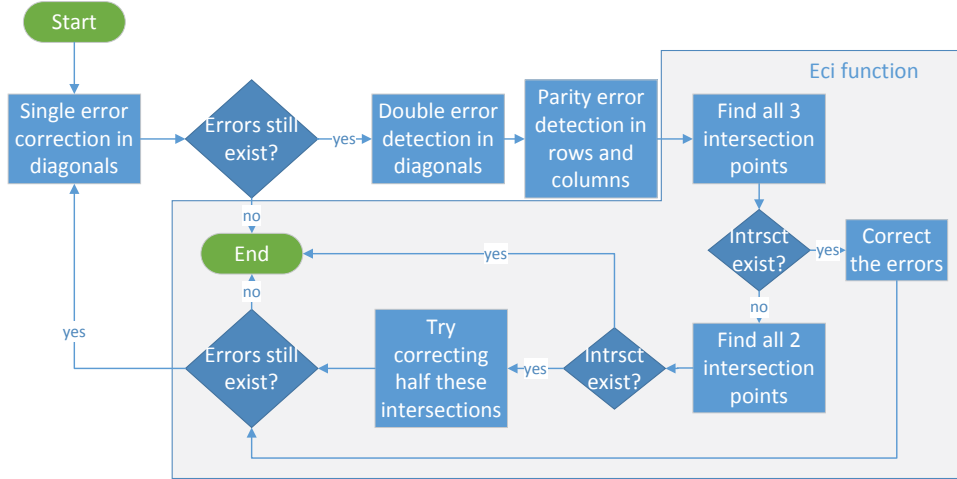 Start
Eci function
Single error
correction in
diagonals
Errors still
exist?
yes
Double error
detection in
diagonals
Parity error
detection in
rows and
columns
Find all 3
intersection
points
no
End
yes
Intrsct
exist?
yes
Correct
the errors
no
no
yes
Errors still
exist?
Try
correcting
half these
intersections
yes
Intrsct
exist?
Find all 2
intersection
points